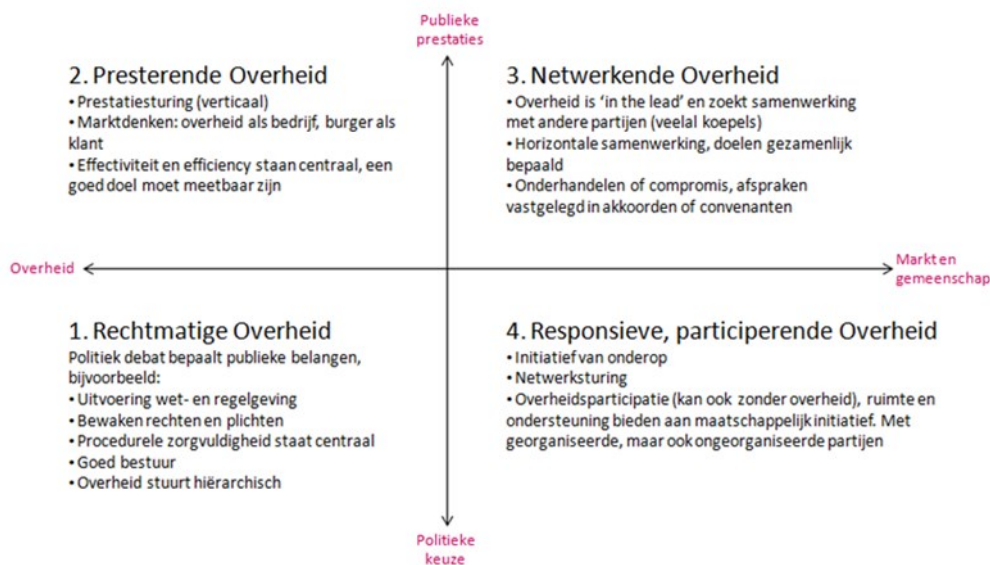 Publieke
prestaties
2. Presterende Overheid
• Prestatiesturing (verticaal)
• Marktdenken: overheid als bedrijf, burger als
klant
• Effectiviteit en efficiency staan centraal, een
goed doel moet meetbaar zijn
3. Netwerkende Overheid
• Overheid is ‘in the lead’ en zoekt samenwerking
met andere partijen (veelal koepels)
• Horizontale samenwerking, doelen gezamenlijk
bepaald
• Onderhandelen of compromis, afspraken
vastgelegd in akkoorden of convenanten
Overheid
Markt en
gemeenschap
1. Rechtmatige Overheid
Politiek debat bepaalt publieke belangen,
bijvoorbeeld:
• Uitvoering wet- en regelgeving
• Bewaken rechten en plichten
• Procedurele zorgvuldigheid staat centraal
• Goed bestuur
• Overheid stuurt hiërarchisch
4. Responsieve, participerende Overheid
• Initiatief van onderop
• Netwerksturing
• Overheidsparticipatie (kan ook zonder overheid), ruimte en
ondersteuning bieden aan maatschappelijk initiatief. Met
georganiseerde, maar ook ongeorganiseerde partijen
Politieke
keuze